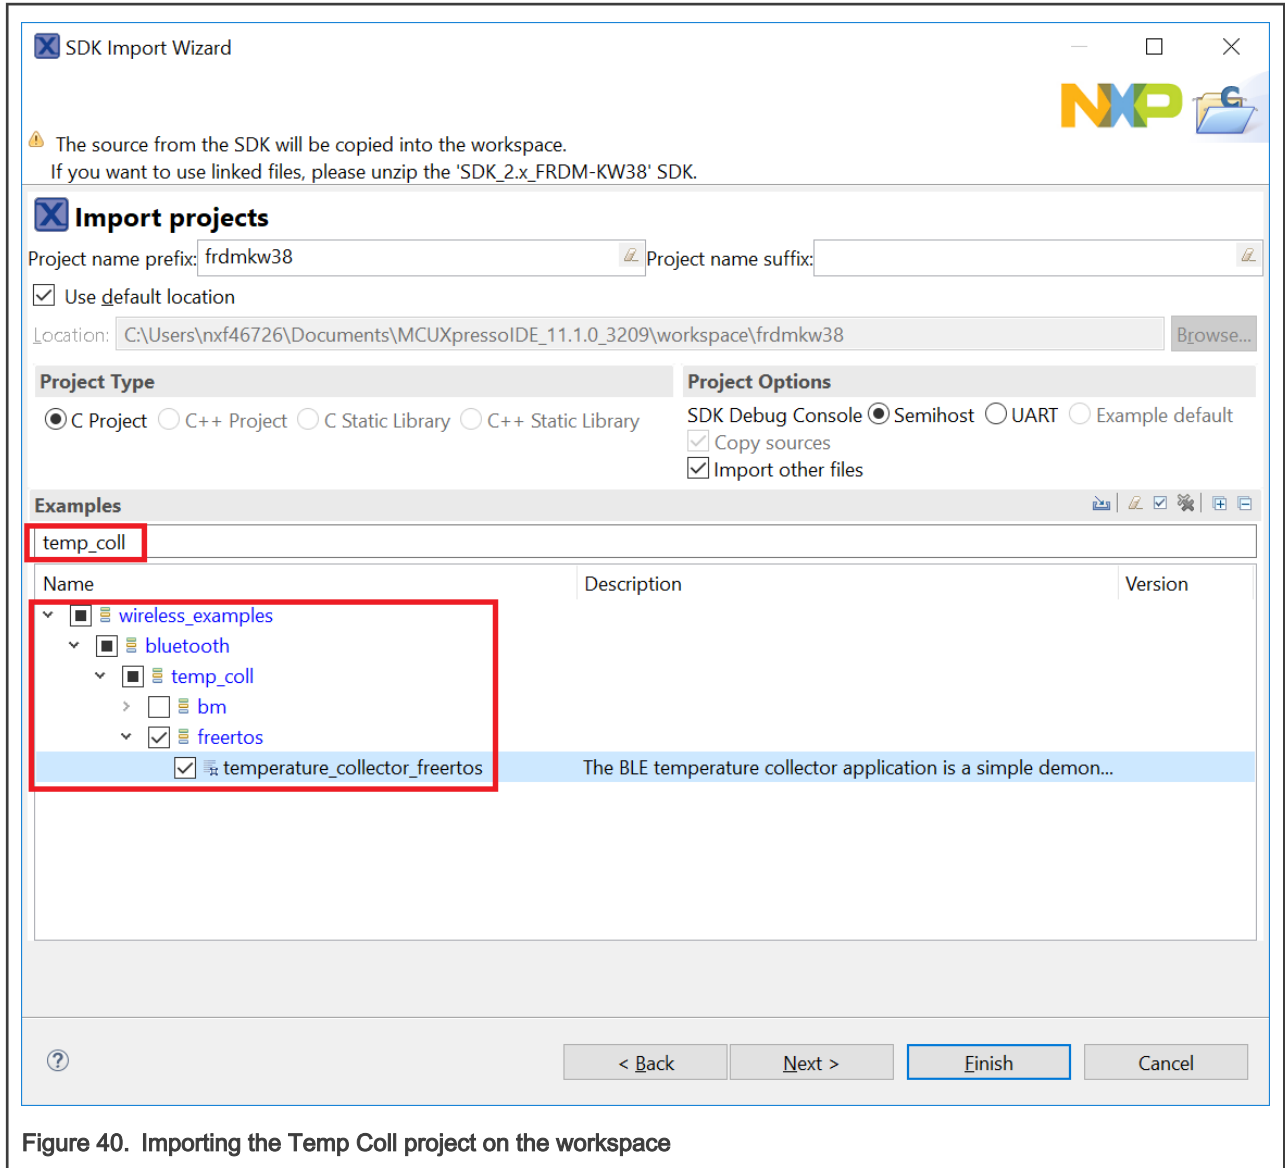 SDK Import Wizard
NXP
The source from the SDK will be copied into the workspace.
If you want to use linked files, please unzip the 'SDK_2.x_FRDM-KW38' SDK.
Import projects
Project name prefix: frdmkw38 Project name suffix:
Use default location
Location: C:\Users\nxf46726\Documents\MCUXpressoIDE_11.1.0_3209\workspace\frdmkw38 Browse...
Project Type Project Options
C Project C++ Project C Static Library C++ Static Library SDK Debug Console Semihost UART Example default
Copy sources
Import other files
Examples
temp_coll
Name Description Version
wireless_examples
bluetooth
temp_coll
bm
freertos
temperature_collector_freertos The BLE temperature collector application is a simple demon...
< Back Next > Finish Cancel
Figure 40. Importing the Temp Coll project on the workspace